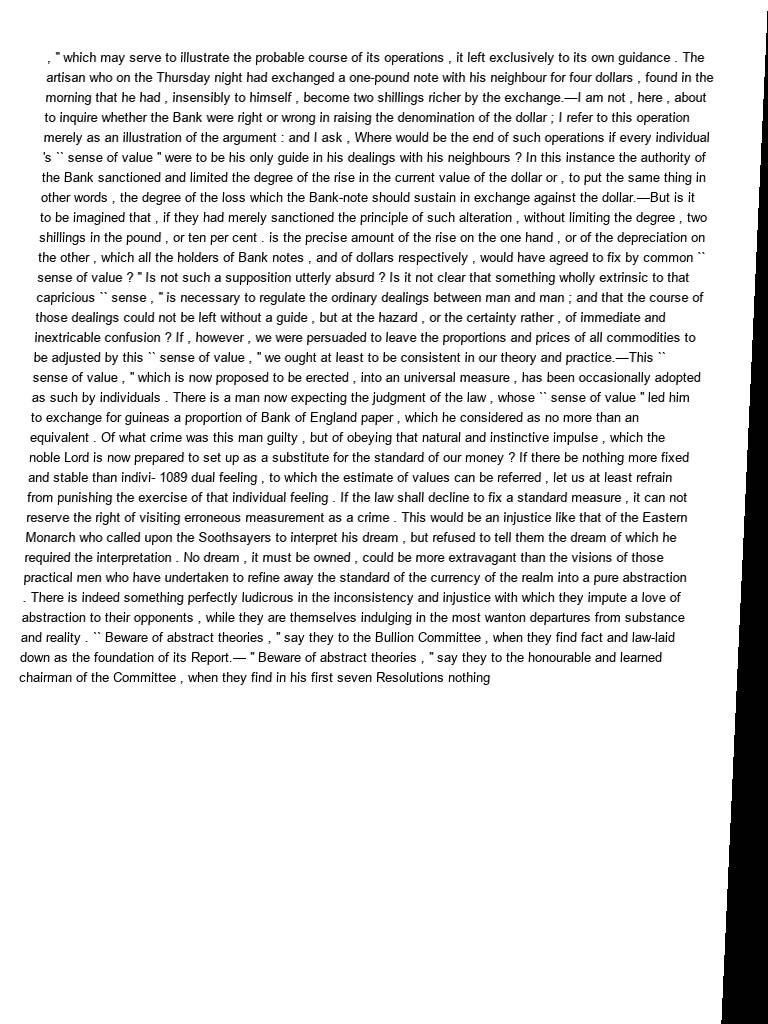 , " which may serve to illustrate the probable course of its operations , it left exclusively to its own guidance . The
artisan who on the Thursday night had exchanged a one-pound note with his neighbour for four dollars , found in the
morning that he had , insensibly to himself , become two shillings richer by the exchange.—I am not , here , about
to inquire whether the Bank were right or wrong in raising the denomination of the dollar ; I refer to this operation
merely as an illustration of the argument : and I ask , Where would be the end of such operations if every individual
's `` sense of value " were to be his only guide in his dealings with his neighbours ? In this instance the authority of
the Bank sanctioned and limited the degree of the rise in the current value of the dollar or , to put the same thing in
other words , the degree of the loss which the Bank-note should sustain in exchange against the dollar.—But is it
to be imagined that , if they had merely sanctioned the principle of such alteration , without limiting the degree , two
shillings in the pound , or ten per cent . is the precise amount of the rise on the one hand , or of the depreciation on
the other , which all the holders of Bank notes , and of dollars respectively , would have agreed to fix by common ``
sense of value ? " Is not such a supposition utterly absurd ? Is it not clear that something wholly extrinsic to that
capricious `` sense , " is necessary to regulate the ordinary dealings between man and man ; and that the course of
those dealings could not be left without a guide , but at the hazard , or the certainty rather , of immediate and
inextricable confusion ? If , however , we were persuaded to leave the proportions and prices of all commodities to
be adjusted by this `` sense of value , " we ought at least to be consistent in our theory and practice.—This ``
sense of value , " which is now proposed to be erected , into an universal measure , has been occasionally adopted
as such by individuals . There is a man now expecting the judgment of the law , whose `` sense of value " led him
to exchange for guineas a proportion of Bank of England paper , which he considered as no more than an
equivalent . Of what crime was this man guilty , but of obeying that natural and instinctive impulse , which the
noble Lord is now prepared to set up as a substitute for the standard of our money ? If there be nothing more fixed
and stable than indivi- 1089 dual feeling , to which the estimate of values can be referred , let us at least refrain
from punishing the exercise of that individual feeling . If the law shall decline to fix a standard measure , it can not
reserve the right of visiting erroneous measurement as a crime . This would be an injustice like that of the Eastern
Monarch who called upon the Soothsayers to interpret his dream , but refused to tell them the dream of which he
required the interpretation . No dream , it must be owned , could be more extravagant than the visions of those
practical men who have undertaken to refine away the standard of the currency of the realm into a pure abstraction
. There is indeed something perfectly ludicrous in the inconsistency and injustice with which they impute a love of
abstraction to their opponents , while they are themselves indulging in the most wanton departures from substance
and reality . `` Beware of abstract theories , " say they to the Bullion Committee , when they find fact and law-laid
down as the foundation of its Report.— " Beware of abstract theories , " say they to the honourable and learned
chairman of the Committee , when they find in his first seven Resolutions nothing